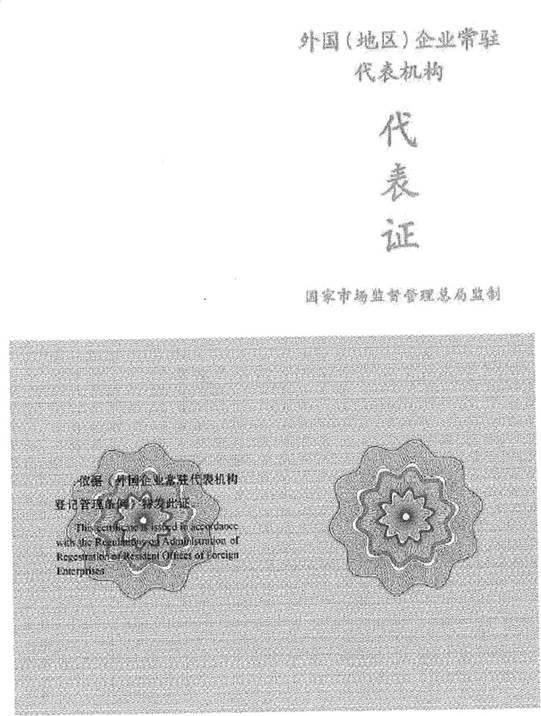 外国（地区）企业常驻
代表机构
代
表
证
国家市场监督管理总局监制
依据《外国企业常驻代表机构
登记管理条例》特发此证。
This certificate is issued in accordance
with the Regulations on Administration of
Regestration of Resident Offices of Foreign
Enterprises